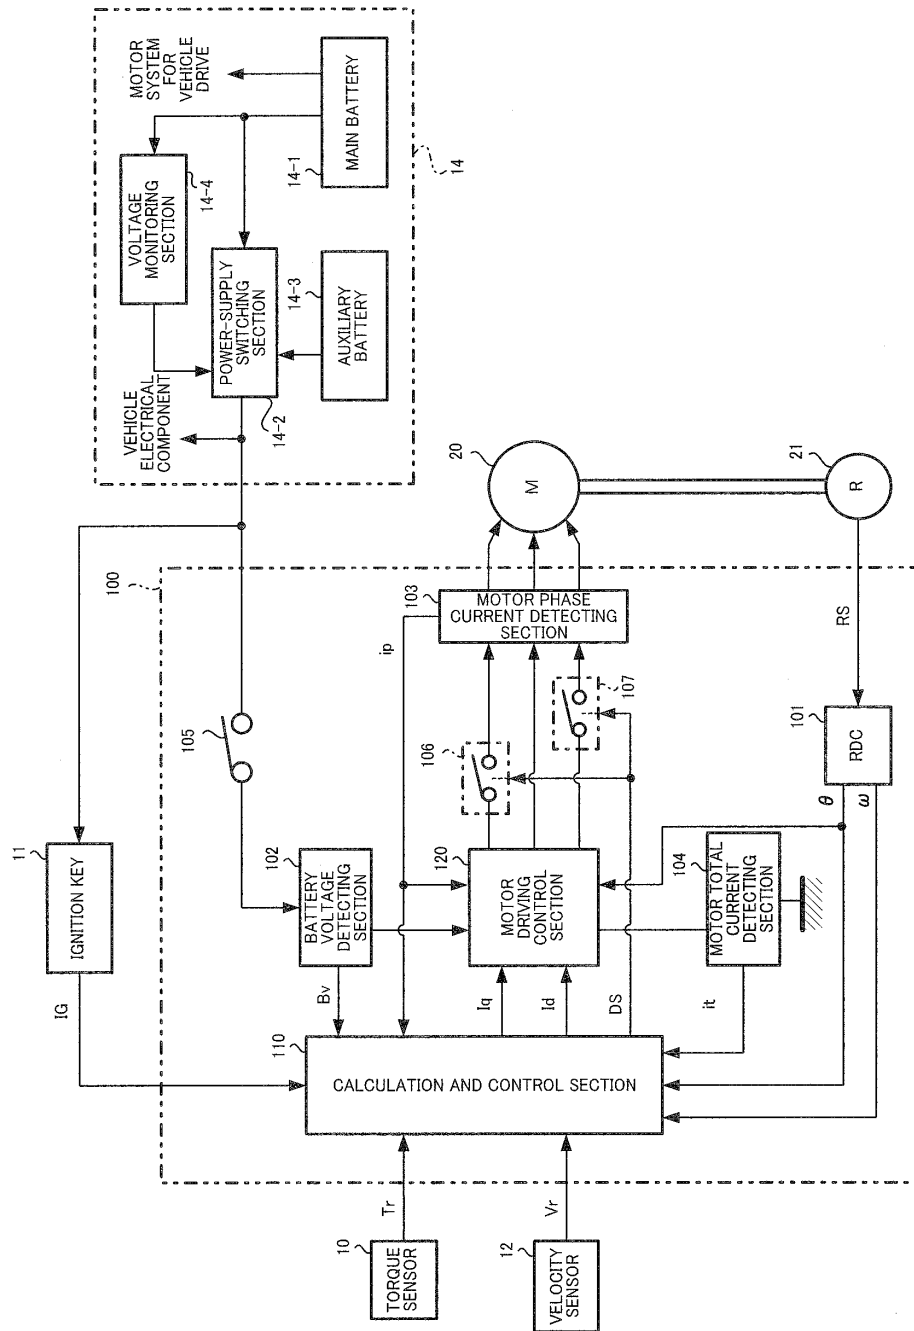 MOTOR
SYSTEM
FOR
VEHICLE
DRIVE
VOLTAGE
MONITORING
SECTION
14-4
14-1
MAIN BATTERY
14
POWER-SUPPLY
SWITCHING
SECTION
14-2
14-3
AUXILIARY
BATTERY
VEHICLE
ELECTRICAL
COMPONENT
20
M
21
R
100
103
MOTOR PHASE
CURRENT DETECTING
SECTION
ip
RS
105
106
107
101
RDC
θ
ω
11
IGNITION KEY
IG
102
BATTERY
VOLTAGE
DETECTING
SECTION
Bv
120
MOTOR
DRIVING
CONTROL
SECTION
104
MOTOR TOTAL
CURRENT
DETECTING
SECTION
Iq
Id
DS
it
110
CALCULATION AND CONTROL SECTION
Tr
Vr
10
TORQUE
SENSOR
12
VELOCITY
SENSOR